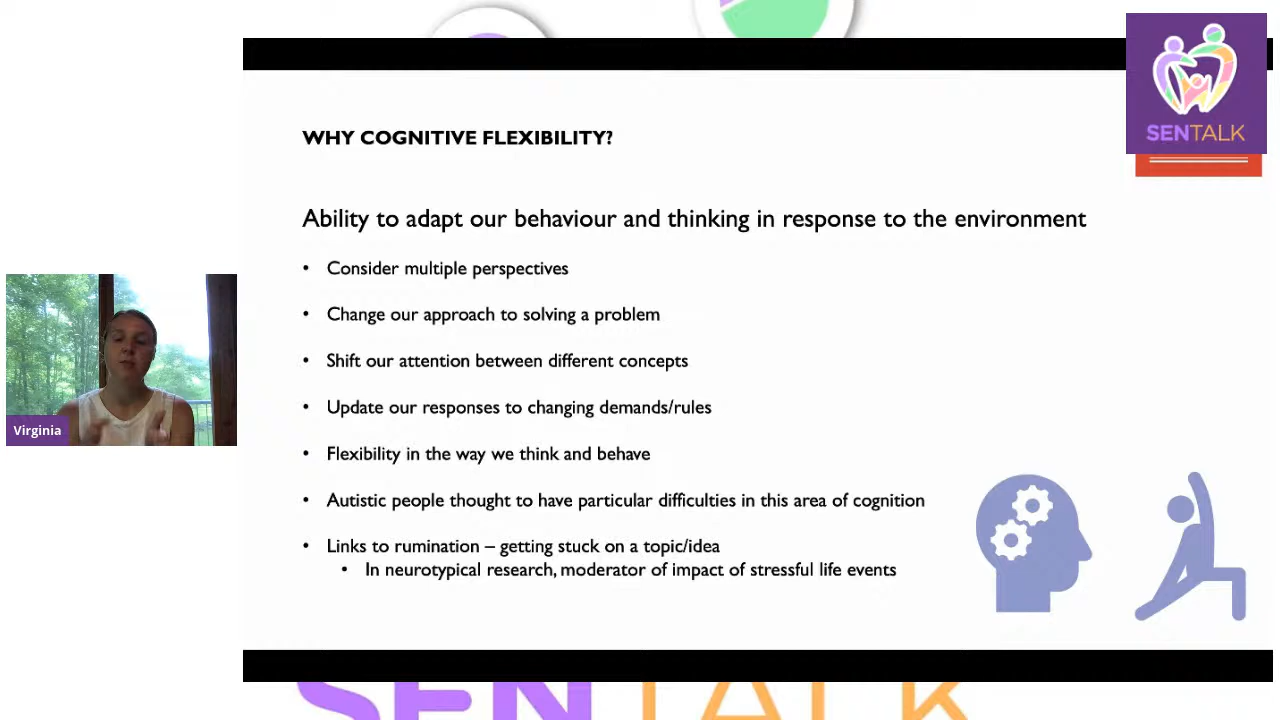 SENTALK
WHY COGNITIVE FLEXIBILITY?
Ability to adapt our behaviour and thinking in response to the environment
• Consider multiple perspectives
• Change our approach to solving a problem
• Shift our attention between different concepts
• Update our responses to changing demands/rules
Virginia
• Flexibility in the way we think and behave
• Autistic people thought to have particular difficulties in this area of cognition
• Links to rumination – getting stuck on a topic/idea
• In neurotypical research, moderator of impact of stressful life events
SENTALK